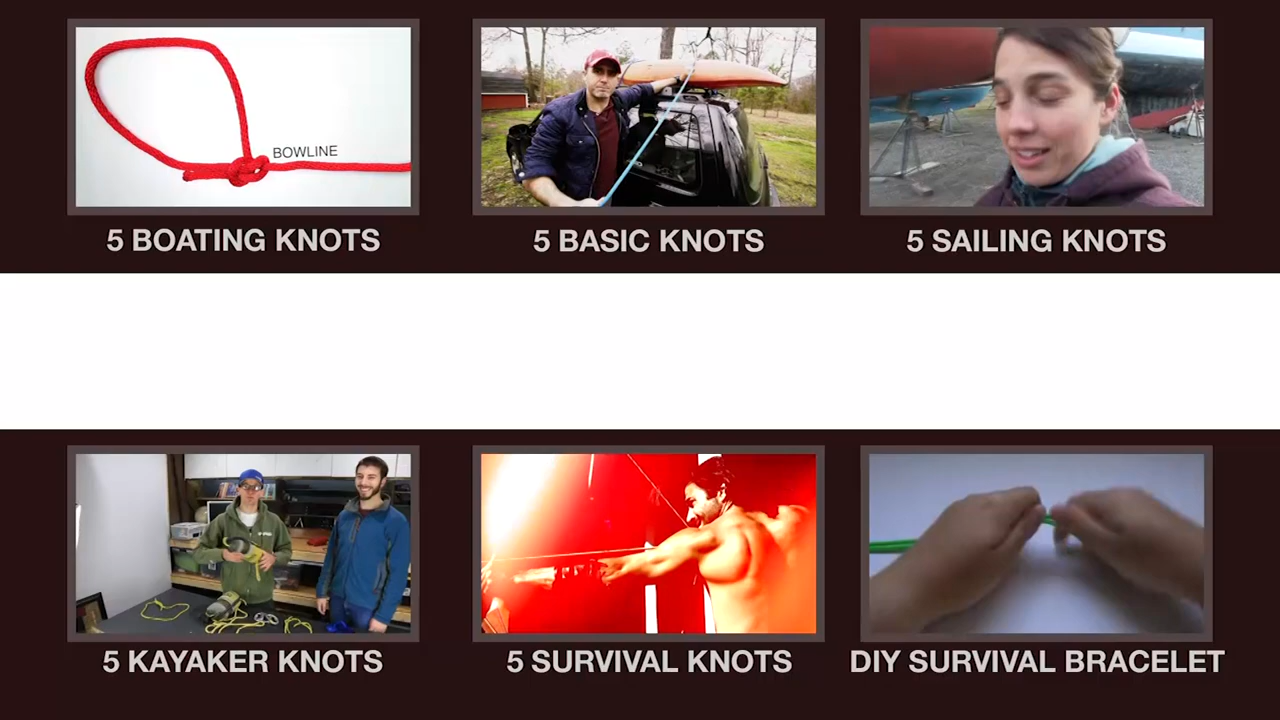 BOWLINE
5 BOATING KNOTS
5 BASIC KNOTS
5 SAILING KNOTS
5 KAYAKER KNOTS
5 SURVIVAL KNOTS
DIY SURVIVAL BRACELET